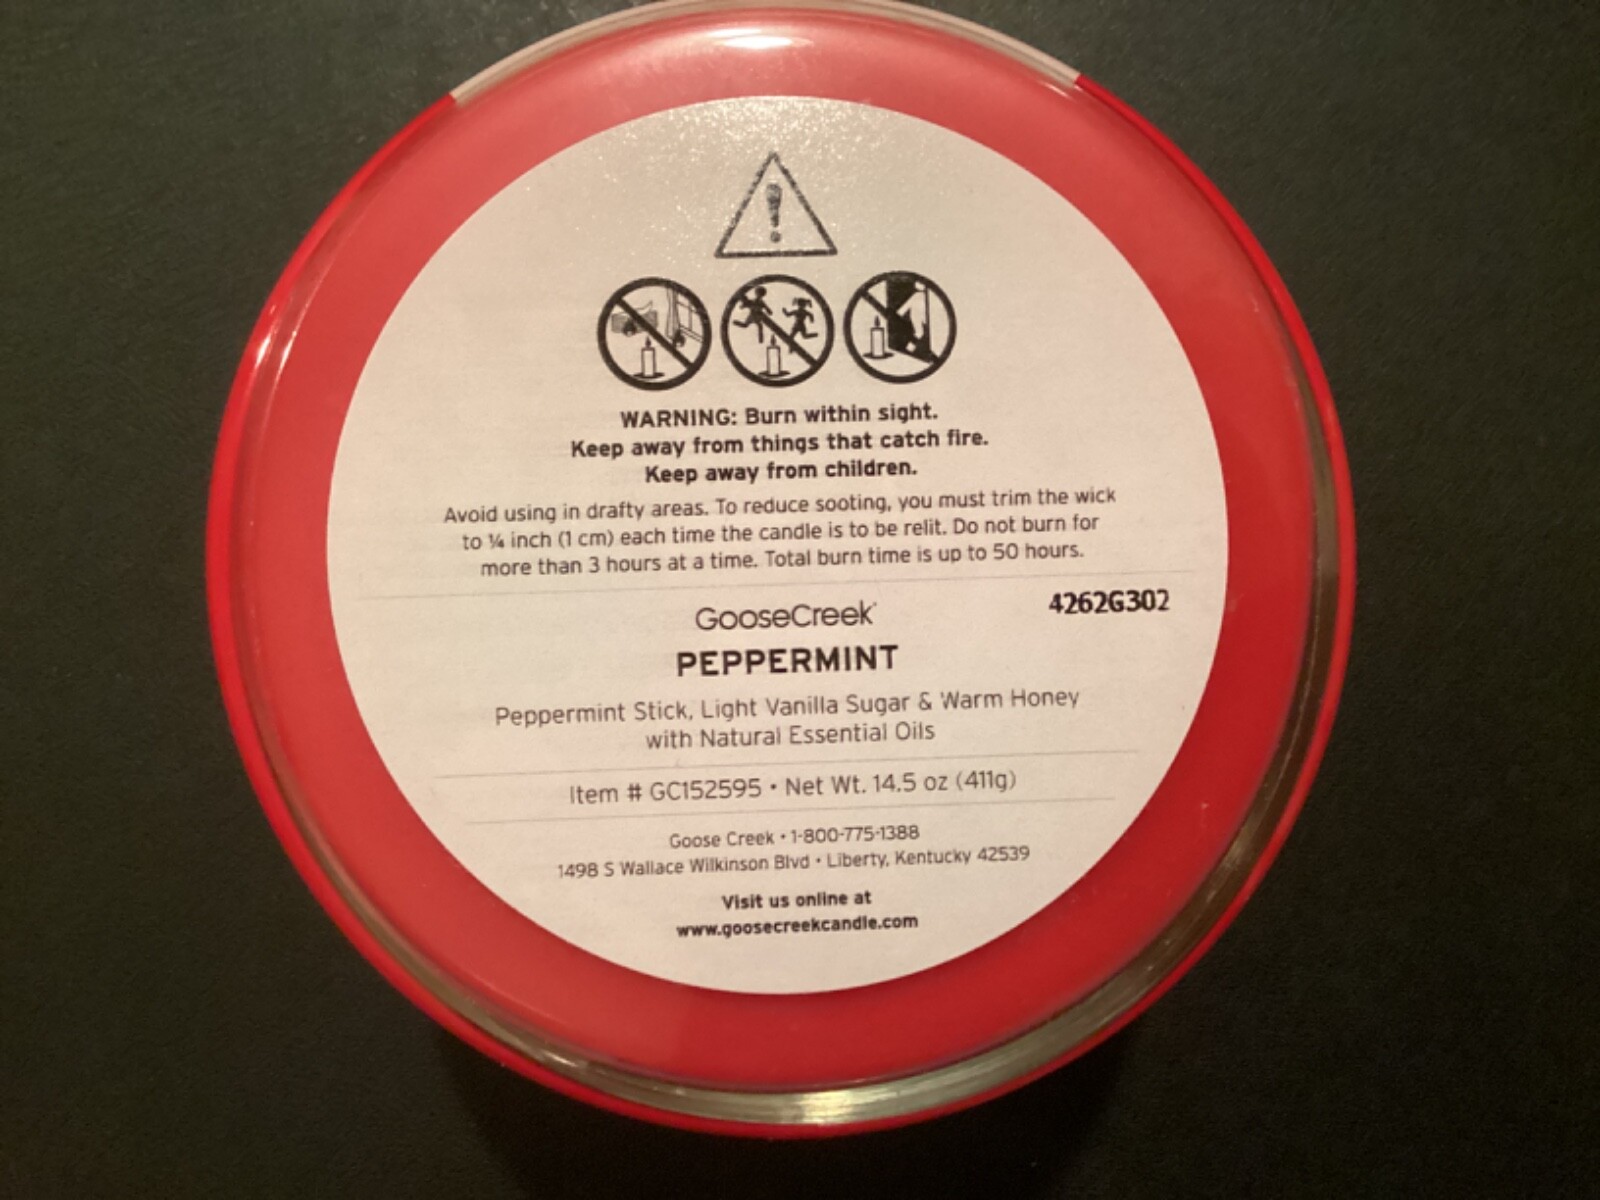 WARNING: Burn within sight.
Keep away from things that catch fire.
Keep away from children.
Avoid using in drafty areas. To reduce sooting, you must trim the wick
to ¼ inch (1 cm) each time the candle is to be relit. Do not burn for
more than 3 hours at a time. Total burn time is up to 50 hours.
GooseCreek
4262G302
PEPPERMINT
Peppermint Stick, Light Vanilla Sugar & Warm Honey
with Natural Essential Oils
Item # GC152595 • Net Wt. 14.5 oz (411g)
Goose Creek • 1-800-775-1388
1498 S Wallace Wilkinson Blvd • Liberty, Kentucky 42539
Visit us online at
www.goosecreekcandle.com